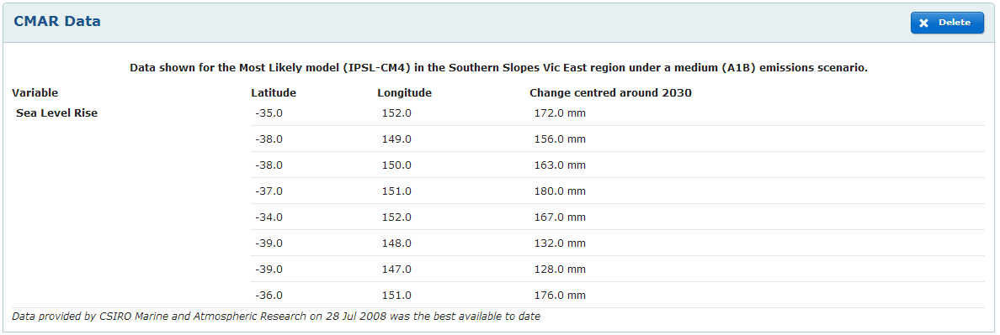 CMAR Data
Delete
Data shown for the Most Likely model (IPSL-CM4) in the Southern Slopes Vic East region under a medium (A1B) emissions scenario.
Variable Latitude Longitude Change centred around 2030
Sea Level Rise -35.0 152.0 172.0 mm
-38.0 149.0 156.0 mm
-38.0 150.0 163.0 mm
-37.0 151.0 180.0 mm
-34.0 152.0 167.0 mm
-39.0 148.0 132.0 mm
-39.0 147.0 128.0 mm
-36.0 151.0 176.0 mm
Data provided by CSIRO Marine and Atmospheric Research on 28 Jul 2008 was the best available to date